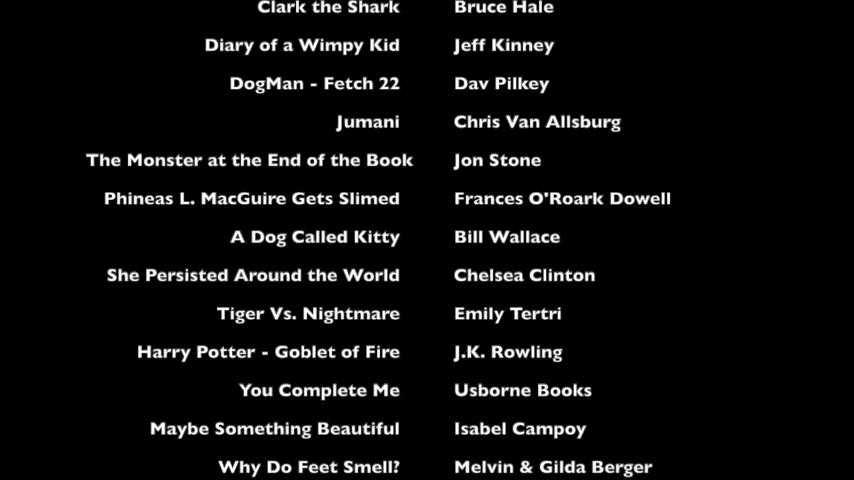 Clark the Shark Bruce Hale
Diary of a Wimpy Kid Jeff Kinney
DogMan - Fetch 22 Dav Pilkey
Jumani Chris Van Allsburg
The Monster at the End of the Book Jon Stone
Phineas L. MacGuire Gets Slimed Frances O'Roark Dowell
A Dog Called Kitty Bill Wallace
She Persisted Around the World Chelsea Clinton
Tiger Vs. Nightmare Emily Tertri
Harry Potter - Goblet of Fire J.K. Rowling
You Complete Me Usborne Books
Maybe Something Beautiful Isabel Campoy
Why Do Feet Smell? Melvin & Gilda Berger